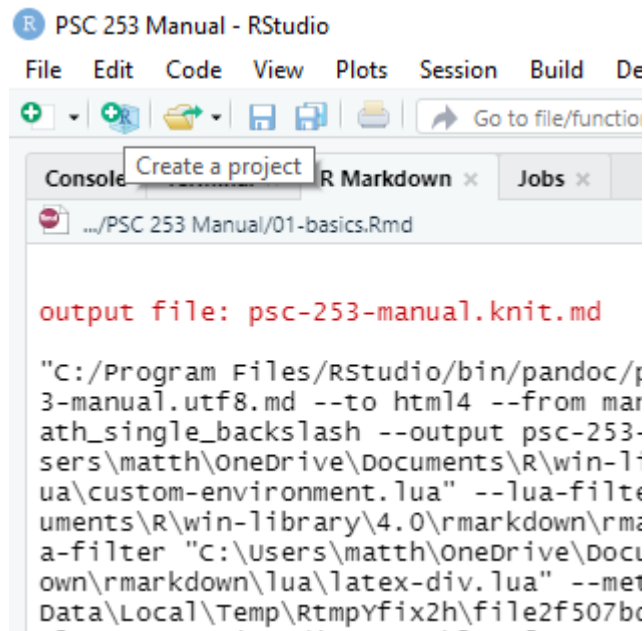 R PSC 253 Manual - RStudio
File Edit Code View Plots Session Build
R Go to file/function
Console Create a project R Markdown × Jobs ×
.../PSC 253 Manual/01-basics.Rmd
output file: psc-253-manual.knit.md
"C:/Program Files/RStudio/bin/pandoc/
3-manual.utf8.md --to html4 --from
ath_single_backslash --output psc-253-
sers\matth\OneDrive\Documents\R\win-li
ua\custom-environment.lua" --lua-filte
uments\R\win-library\4.0\rmarkdown\rma
a-filter "C:\Users\matth\OneDrive\Docu
own\rmarkdown\lua\latex-div.lua" --met
Data\Local\Temp\RtmpYfix2h\file2f507bc